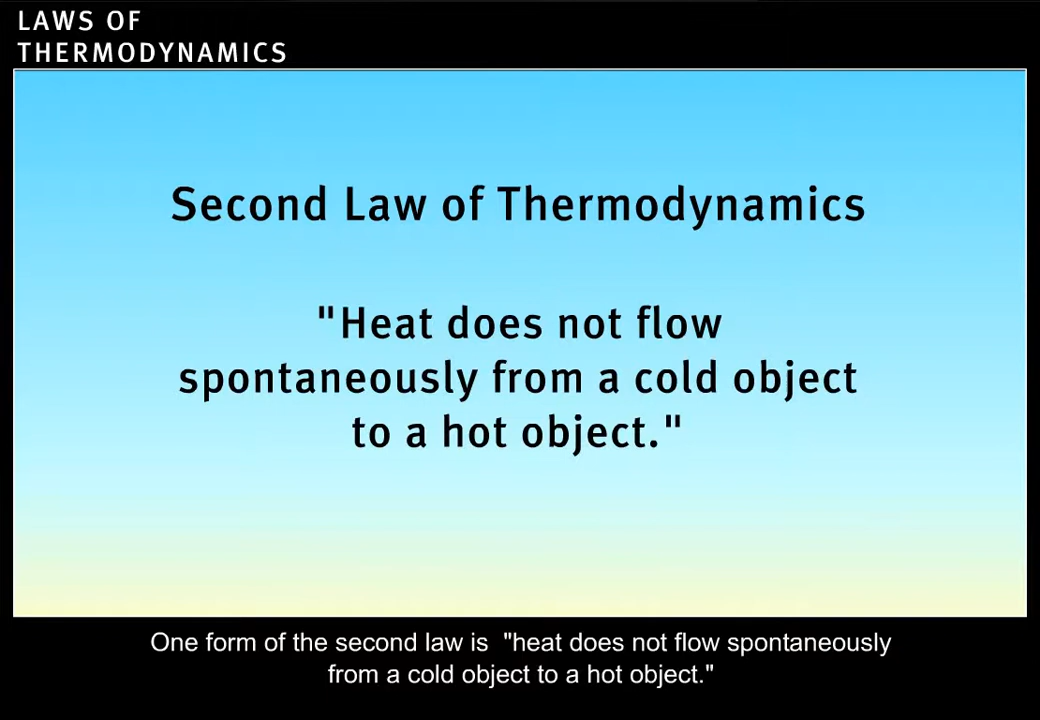 LAWS OF
THERMODYNAMICS
Second Law of Thermodynamics
"Heat does not flow
spontaneously from a cold object
to a hot object."
One form of the second law is  "heat does not flow spontaneously
from a cold object to a hot object."